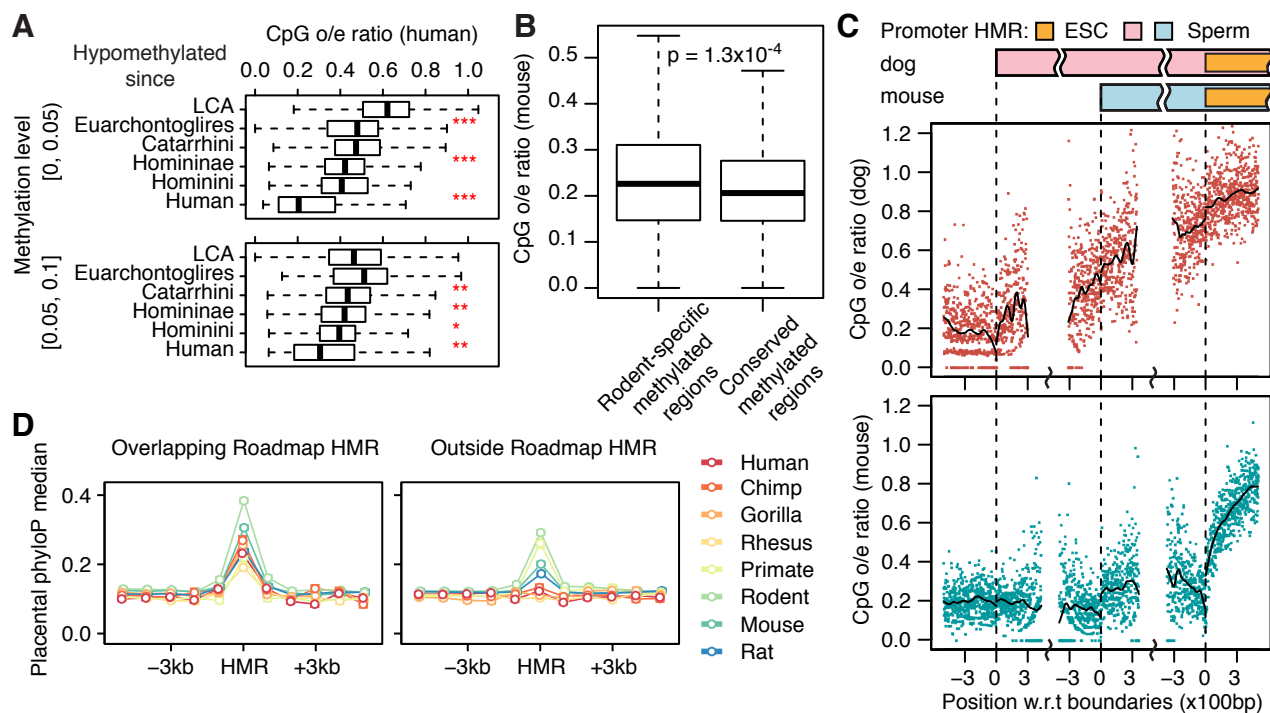 A
CpG o/e ratio (human)
Hypomethylated
since
0.0 0.2 0.4 0.6 0.8 1.0
Methylation level
[0, 0.05)
LCA
Euarchontoglires ***
Catarrhini
Homininae ***
Hominini
Human ***
[0.05, 0.1]
LCA
Euarchontoglires
Catarrhini **
Homininae **
Hominini *
Human **
B
p = 1.3x10-4
CpG o/e ratio (mouse)
0.5
0.4
0.3
0.2
0.1
0.0
Rodent-specific
methylated
regions
Conserved
methylated
regions
C
Promoter HMR: ESC Sperm
dog
mouse
CpG o/e ratio (dog)
1.2
1.0
0.8
0.6
0.4
0.2
0.0
CpG o/e ratio (mouse)
1.2
1.0
0.8
0.6
0.4
0.2
0.0
−3 0 3 −3 0 3 −3 0 3
Position w.r.t boundaries (x100bp)
D
Overlapping Roadmap HMR
Outside Roadmap HMR
Placental phyloP median
0.4
0.2
0.0
−3kb HMR +3kb
−3kb HMR +3kb
Human
Chimp
Gorilla
Rhesus
Primate
Rodent
Mouse
Rat